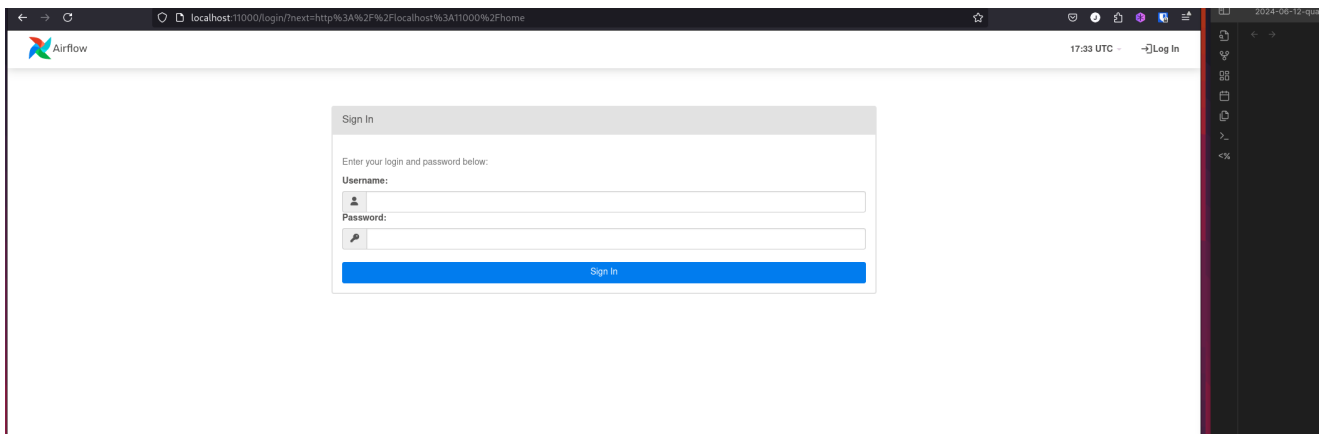 localhost:11000/login/?next=http%3A%2F%2Flocalhost%3A11000%2Fhome
2024-06-12-qua
Airflow
17:33 UTC
Log In
Sign In
Enter your login and password below:
Username:
Password:
Sign In